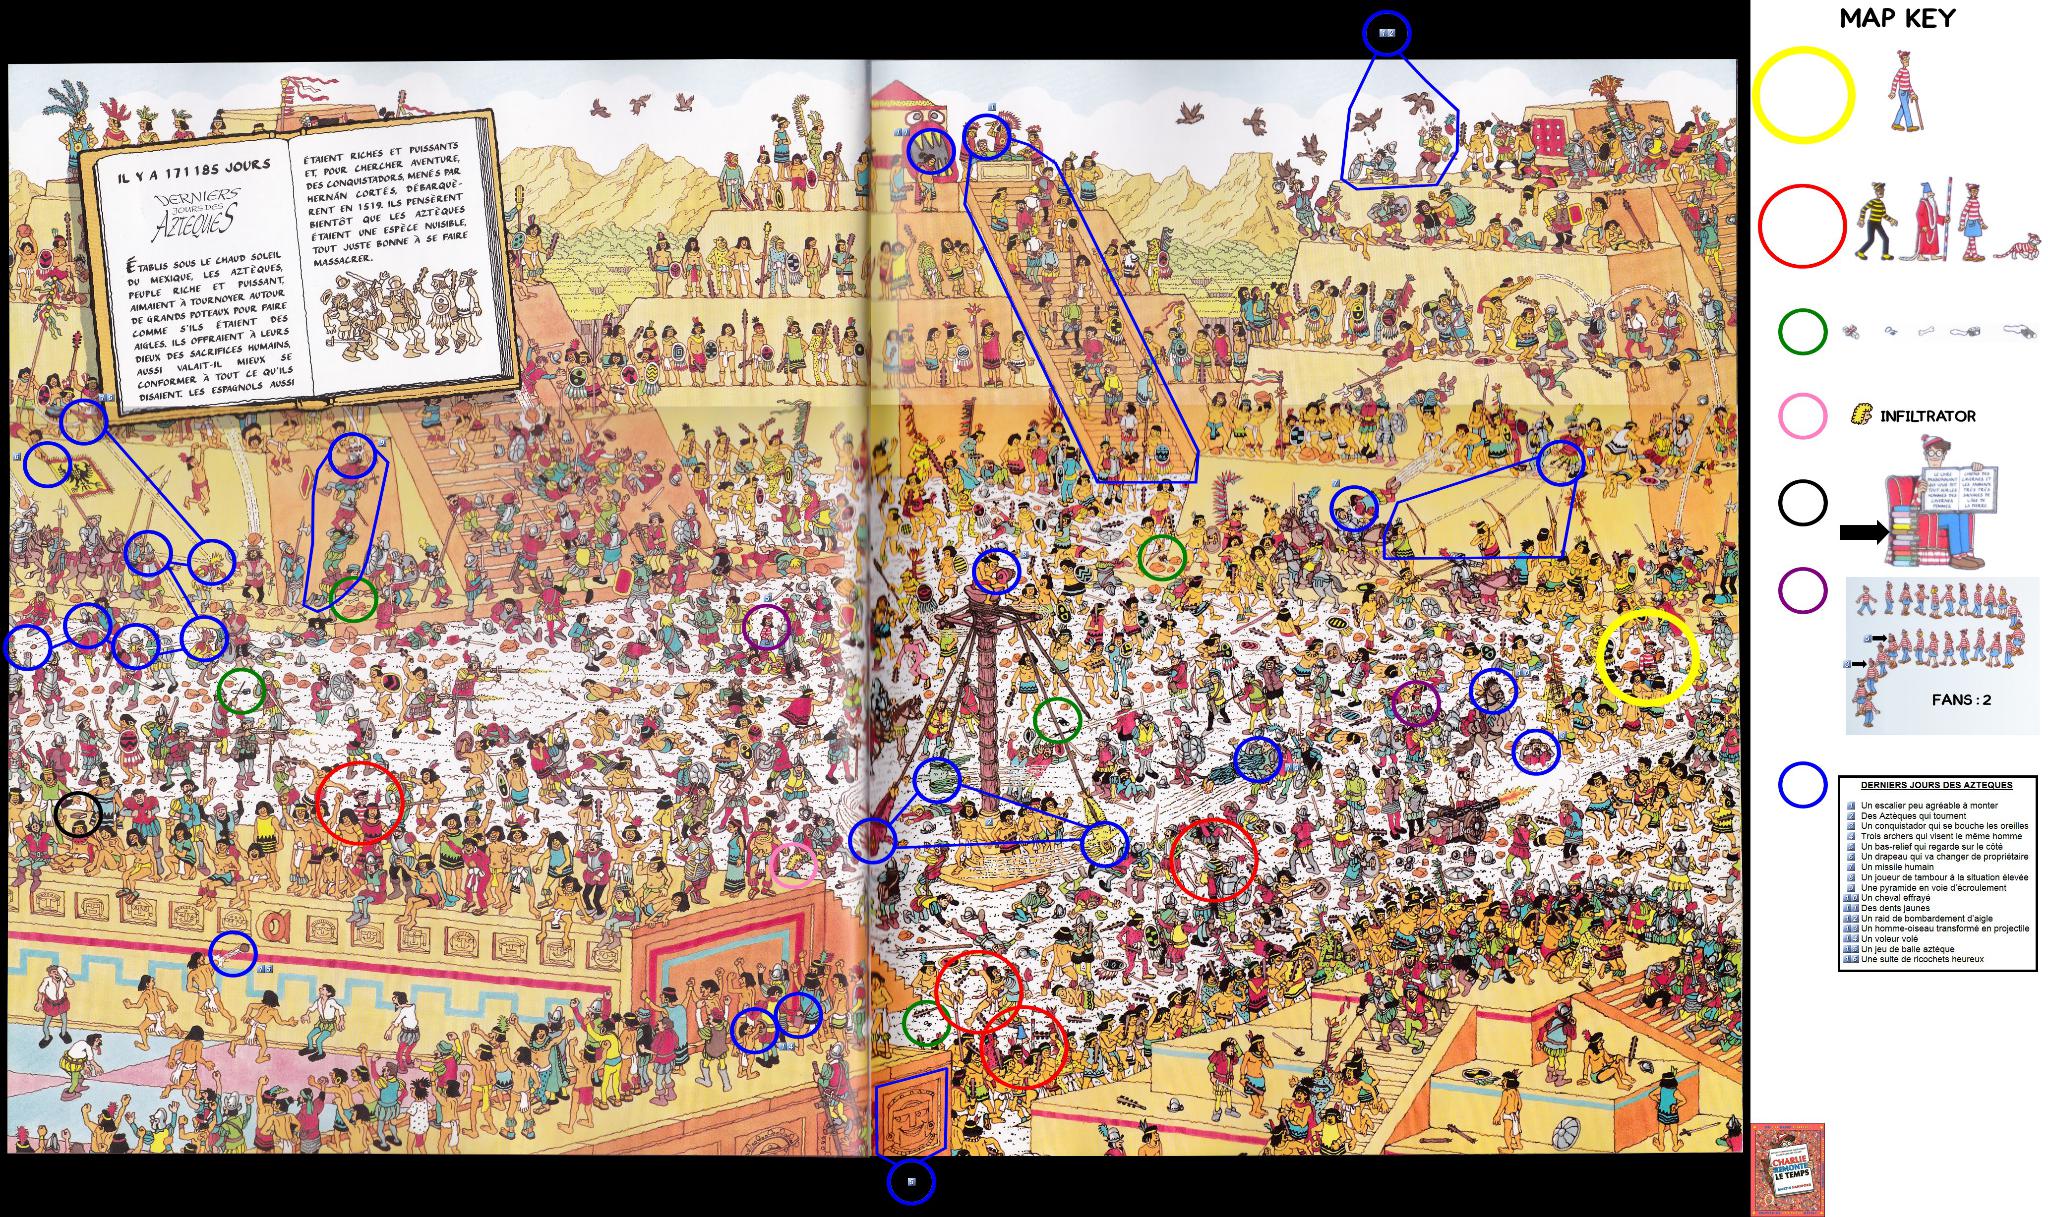 IL Y A 171 185 JOURS
DERNIERS
JOURS DES
AZTÈQUES
ÉTABLIS SOUS LE CHAUD SOLEIL
DU MEXIQUE, LES AZTÈQUES,
PEUPLE RICHE ET PUISSANT,
AIMAIENT À TOURNOYER AUTOUR
DE GRANDS POTEAUX POUR FAIRE
COMME S'ILS ÉTAIENT DES
AIGLES. ILS OFFRAIENT À LEURS
DIEUX DES SACRIFICES HUMAINS,
AUSSI VALAIT-IL MIEUX SE
CONFORMER À TOUT CE QU'ILS
DISAIENT. LES ESPAGNOLS AUSSI
ÉTAIENT RICHES ET PUISSANTS
ET, POUR CHERCHER AVENTURE,
DES CONQUISTADORS, MENÉS PAR
HERNÁN CORTÉS, DÉBARQUÈ-
RENT EN 1519. ILS PENSÈRENT
BIENTÔT QUE LES AZTÈQUES
ÉTAIENT UNE ESPÈCE NUISIBLE,
TOUT JUSTE BONNE À SE FAIRE
MASSACRER.
MAP KEY
INFILTRATOR
FANS : 2
DERNIERS JOURS DES AZTEQUES
1 Un escalier peu agréable à monter
2 Des Aztèques qui tournent
3 Un conquistador qui se bouche les oreilles
4 Trois archers qui visent le même homme
5 Un bas-relief qui regarde sur le côté
6 Un drapeau qui va changer de propriétaire
7 Un missile humain
8 Un joueur de tambour à la situation élevée
9 Une pyramide en voie d'écroulement
10 Un cheval effrayé
11 Des dents jaunes
12 Un raid de bombardement d'aigle
13 Un homme-oiseau transformé en projectile
14 Un voleur volé
15 Un jeu de balle aztèque
16 Une suite de ricochets heureux
CHARLIE
REMONTE
LE TEMPS